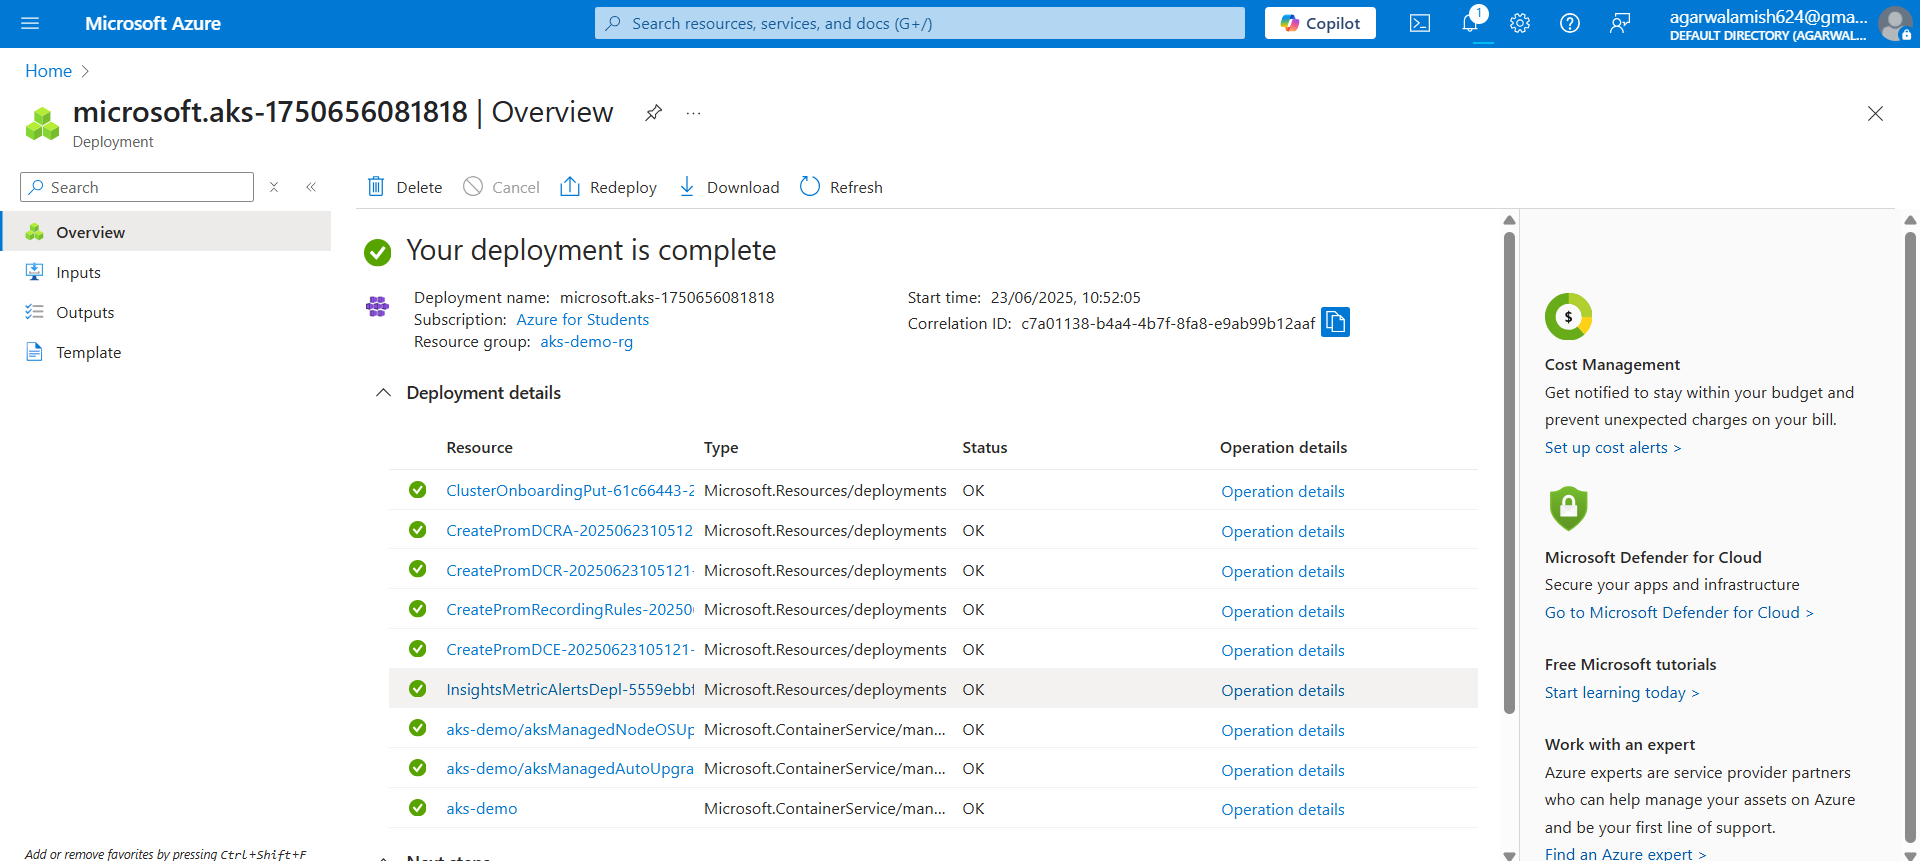 Microsoft Azure
Search resources, services, and docs (G+/)
Copilot
1
agarwalamish624@gma...
DEFAULT DIRECTORY (AGARWAL...
Home
microsoft.aks-1750656081818 | Overview
...
Deployment
Search
Delete
Cancel
Redeploy
Download
Refresh
Overview
Inputs
Outputs
Template
Your deployment is complete
Deployment name: microsoft.aks-1750656081818
Subscription: Azure for Students
Resource group: aks-demo-rg
Start time: 23/06/2025, 10:52:05
Correlation ID: c7a01138-b4a4-4b7f-8fa8-e9ab99b12aaf
Deployment details
Resource Type Status Operation details
ClusterOnboardingPut-61c66443-2 Microsoft.Resources/deployments OK Operation details
CreatePromDCRA-2025062310512 Microsoft.Resources/deployments OK Operation details
CreatePromDCR-20250623105121- Microsoft.Resources/deployments OK Operation details
CreatePromRecordingRules-20250 Microsoft.Resources/deployments OK Operation details
CreatePromDCE-20250623105121- Microsoft.Resources/deployments OK Operation details
InsightsMetricAlertsDepl-5559ebbf Microsoft.Resources/deployments OK Operation details
aks-demo/aksManagedNodeOSUp Microsoft.ContainerService/man... OK Operation details
aks-demo/aksManagedAutoUpgra Microsoft.ContainerService/man... OK Operation details
aks-demo Microsoft.ContainerService/man... OK Operation details
Next steps
$
Cost Management
Get notified to stay within your budget and
prevent unexpected charges on your bill.
Set up cost alerts >
Microsoft Defender for Cloud
Secure your apps and infrastructure
Go to Microsoft Defender for Cloud >
Free Microsoft tutorials
Start learning today >
Work with an expert
Azure experts are service provider partners
who can help manage your assets on Azure
and be your first line of support.
Find an Azure expert >
Add or remove favorites by pressing Ctrl+Shift+F